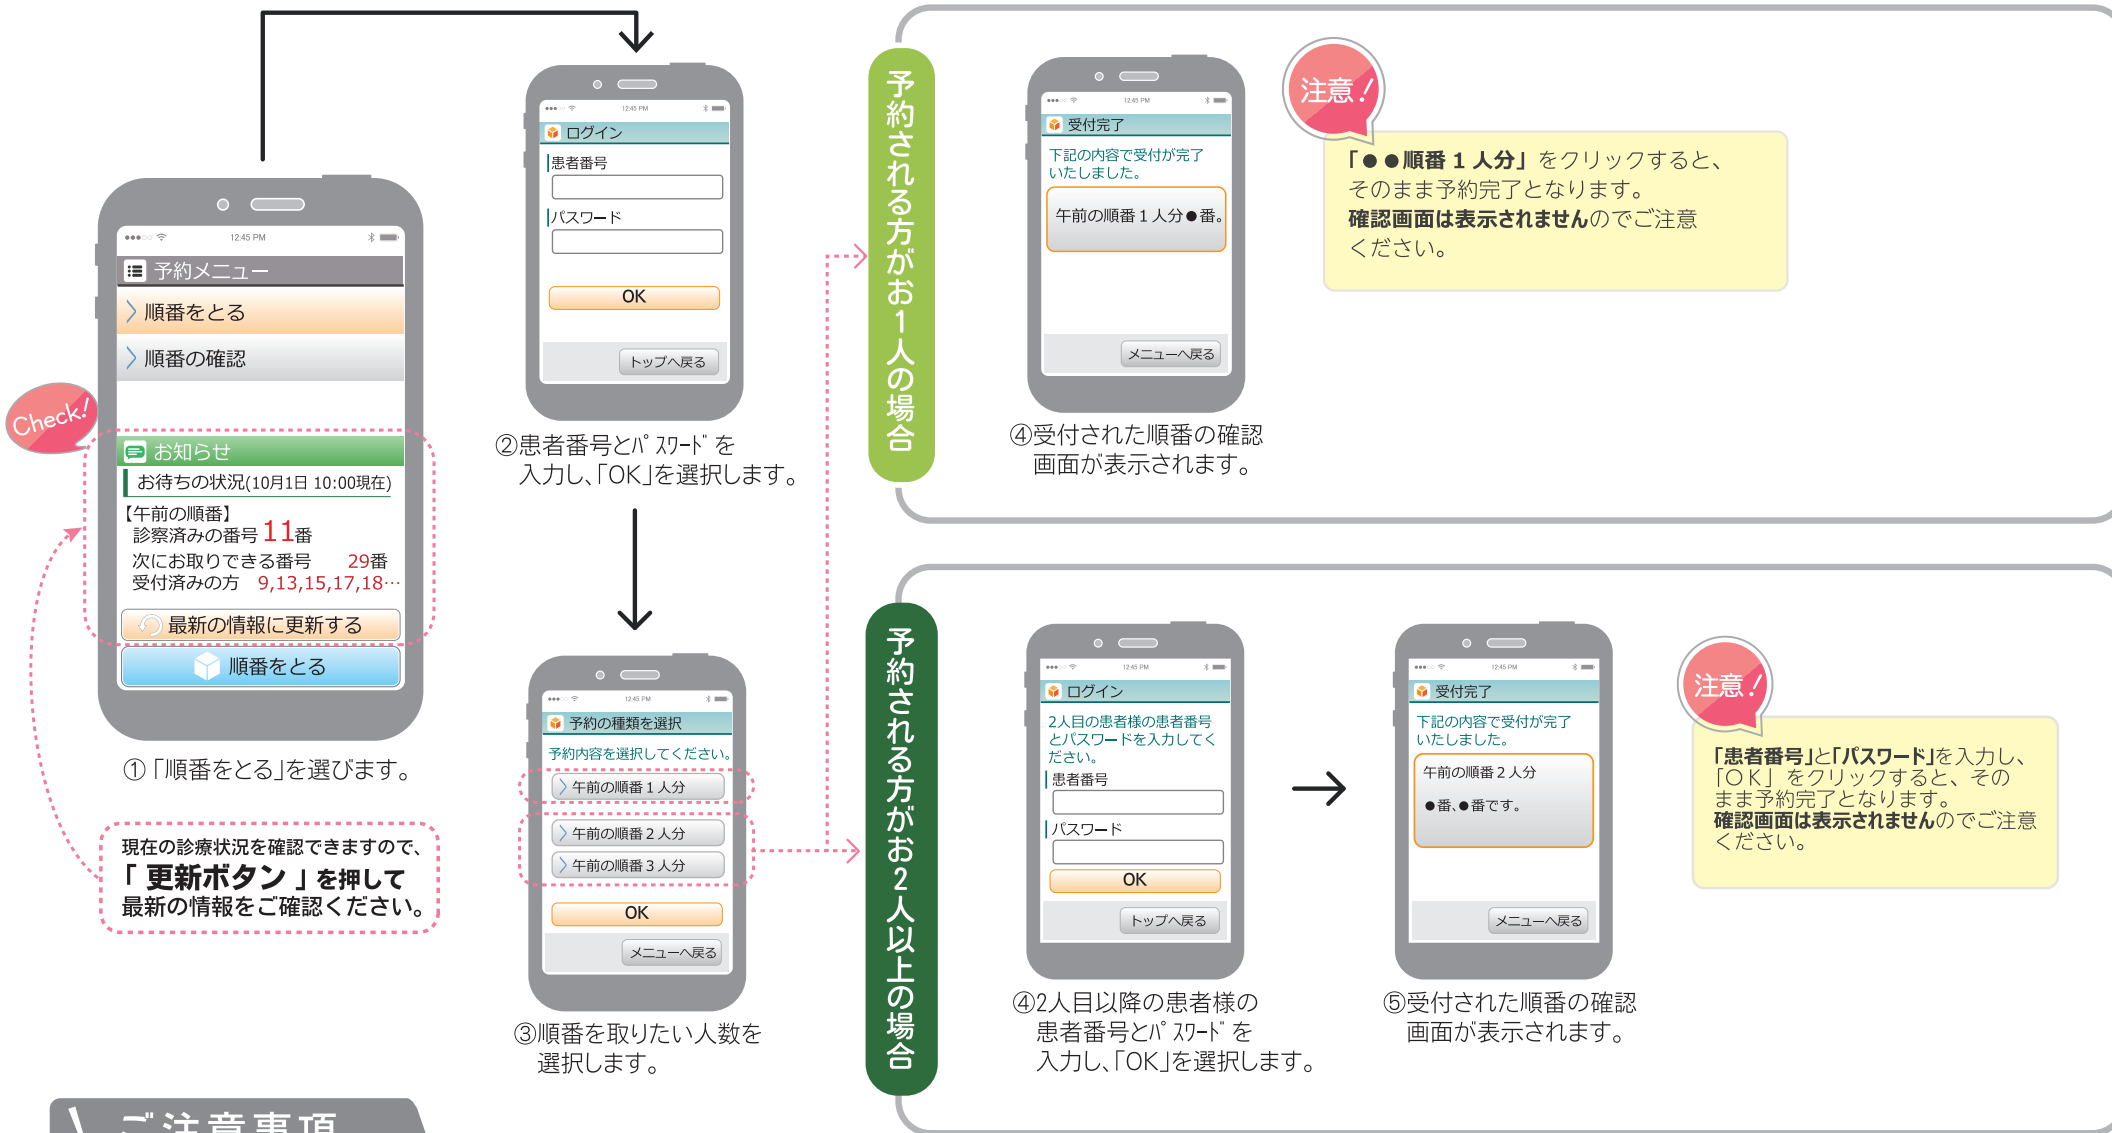 12:45 PM
予約メニュー
順番をとる
順番の確認
Check!
お知らせ
お待ちの状況(10月1日 10:00現在)
【午前の順番】
診察済みの番号 11番
次にお取りできる番号 29番
受付済みの方 9,13,15,17,18…
最新の情報に更新する
順番をとる
①「順番をとる」を選びます。
現在の診療状況を確認できますので、
「 更新ボタン 」を押して
最新の情報をご確認ください。
12:45 PM
ログイン
患者番号
パスワード
OK
トップへ戻る
②患者番号とパスワードを
入力し、「OK」を選択します。
12:45 PM
予約の種類を選択
予約内容を選択してください。
午前の順番1人分
午前の順番2人分
午前の順番3人分
OK
メニューへ戻る
③順番を取りたい人数を
選択します。
予約される方がお1人の場合
12:45 PM
受付完了
下記の内容で受付が完了
いたしました。
午前の順番1人分●番。
メニューへ戻る
④受付された順番の確認
画面が表示されます。
注意!
「●●順番1人分」をクリックすると、
そのまま予約完了となります。
確認画面は表示されませんのでご注意
ください。
予約される方がお2人以上の場合
12:45 PM
ログイン
2人目の患者様の患者番号
とパスワードを入力してく
ださい。
患者番号
パスワード
OK
トップへ戻る
④2人目以降の患者様の
患者番号とパスワードを
入力し、「OK」を選択します。
12:45 PM
受付完了
下記の内容で受付が完了
いたしました。
午前の順番2人分
●番、●番です。
メニューへ戻る
⑤受付された順番の確認
画面が表示されます。
注意!
「患者番号」と「パスワード」を入力し、
「OK」をクリックすると、その
まま予約完了となります。
確認画面は表示されませんのでご注意
ください。
ご注意事項